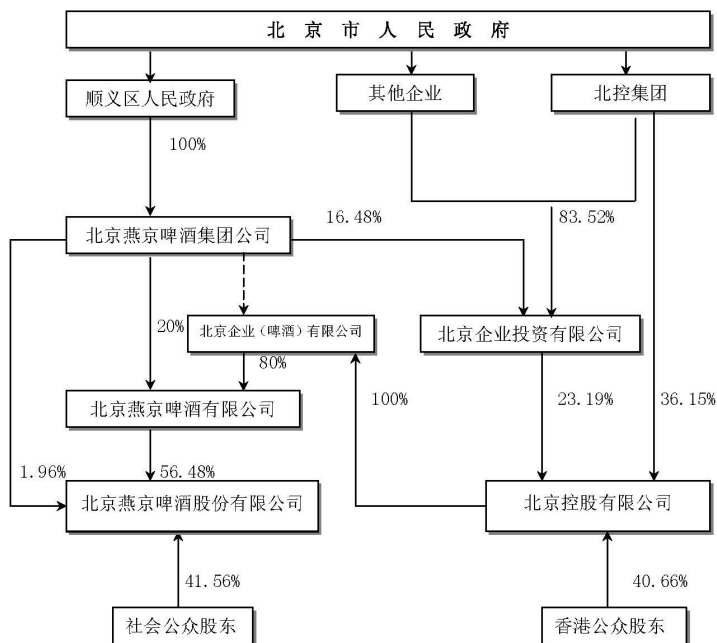 北 京 市 人 民 政 府
顺义区人民政府
其他企业
北控集团
100%
北京燕京啤酒集团公司
16.48%
83.52%
20%
北京企业（啤酒）有限公司
北京企业投资有限公司
80%
北京燕京啤酒有限公司
100%
23.19%
36.15%
1.96%
56.48%
北京燕京啤酒股份有限公司
北京控股有限公司
41.56%
40.66%
社会公众股东
香港公众股东